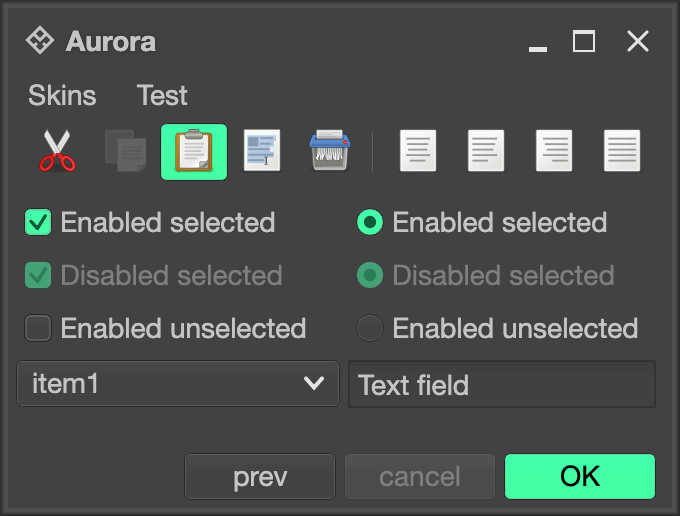 Aurora
Skins Test
Enabled selected Enabled selected
Disabled selected Disabled selected
Enabled unselected Enabled unselected
item1 Text field
prev cancel OK